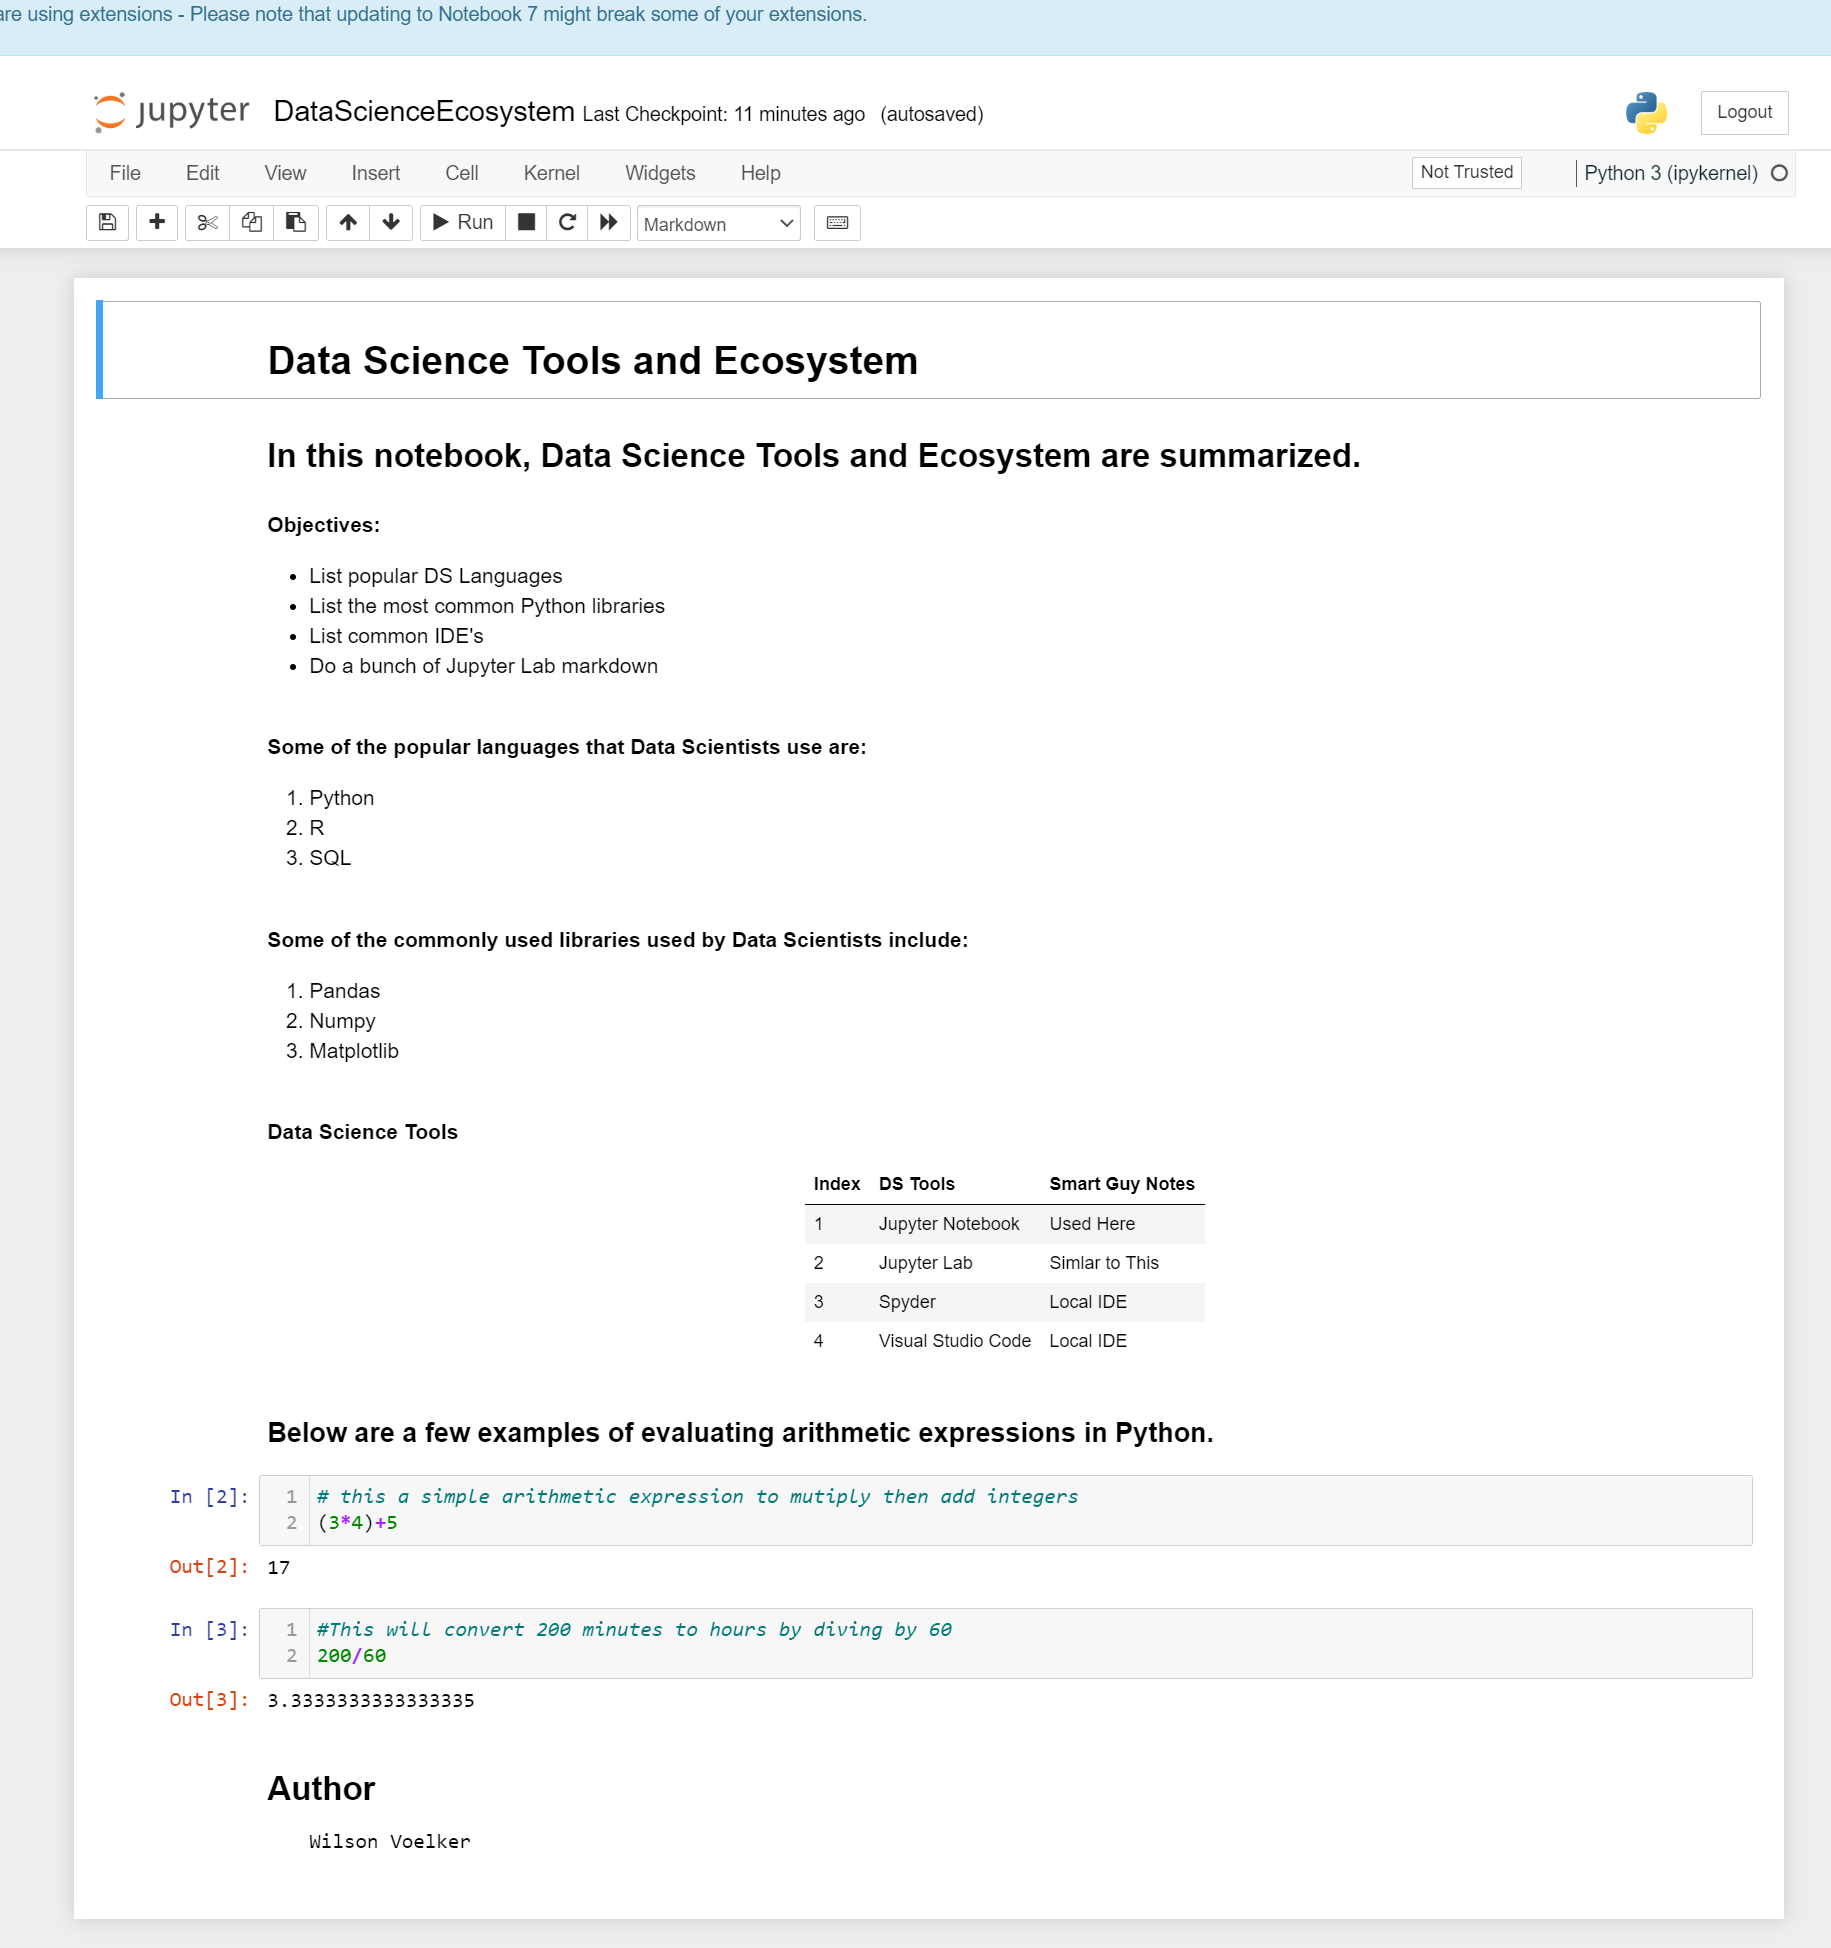 are using extensions - Please note that updating to Notebook 7 might break some of your extensions.
jupyter DataScienceEcosystem Last Checkpoint: 11 minutes ago (autosaved) Logout
File Edit View Insert Cell Kernel Widgets Help Not Trusted Python 3 (ipykernel)
Run Markdown
Data Science Tools and Ecosystem
In this notebook, Data Science Tools and Ecosystem are summarized.
Objectives:
• List popular DS Languages
• List the most common Python libraries
• List common IDE's
• Do a bunch of Jupyter Lab markdown
Some of the popular languages that Data Scientists use are:
1. Python
2. R
3. SQL
Some of the commonly used libraries used by Data Scientists include:
1. Pandas
2. Numpy
3. Matplotlib
Data Science Tools
Index DS Tools Smart Guy Notes
1 Jupyter Notebook Used Here
2 Jupyter Lab Simlar to This
3 Spyder Local IDE
4 Visual Studio Code Local IDE
Below are a few examples of evaluating arithmetic expressions in Python.
In [2]: 1 # this a simple arithmetic expression to mutiply then add integers
2 (3*4)+5
Out[2]: 17
In [3]: 1 #This will convert 200 minutes to hours by diving by 60
2 200/60
Out[3]: 3.3333333333333335
Author
Wilson Voelker